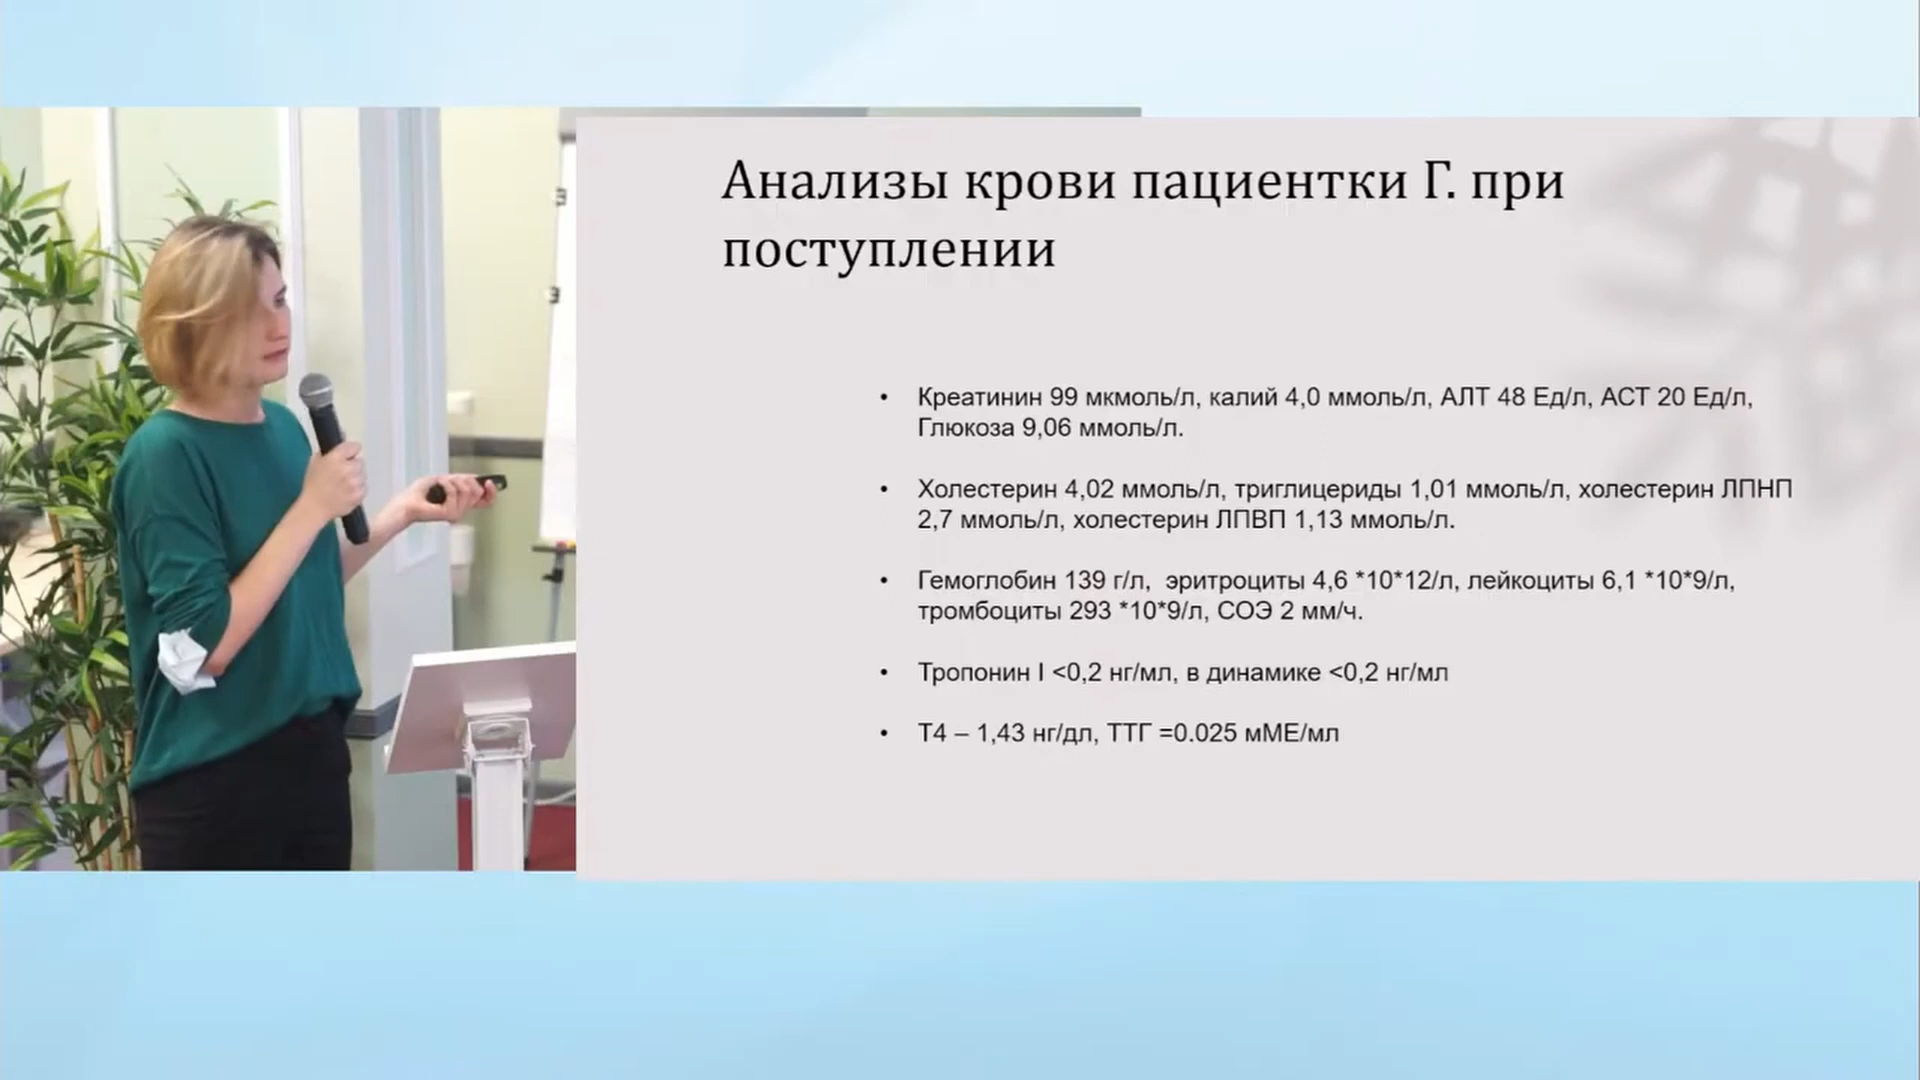 Анализы крови пациентки Г. при
поступлении
• Креатинин 99 мкмоль/л, калий 4,0 ммоль/л, АЛТ 48 Ед/л, АСТ 20 Ед/л,
Глюкоза 9,06 ммоль/л.
• Холестерин 4,02 ммоль/л, триглицериды 1,01 ммоль/л, холестерин ЛПНП
2,7 ммоль/л, холестерин ЛПВП 1,13 ммоль/л.
• Гемоглобин 139 г/л, эритроциты 4,6 *10*12/л, лейкоциты 6,1 *10*9/л,
тромбоциты 293 *10*9/л, СОЭ 2 мм/ч.
• Тропонин I <0,2 нг/мл, в динамике <0,2 нг/мл
• Т4 – 1,43 нг/дл, ТТГ =0.025 мМЕ/мл